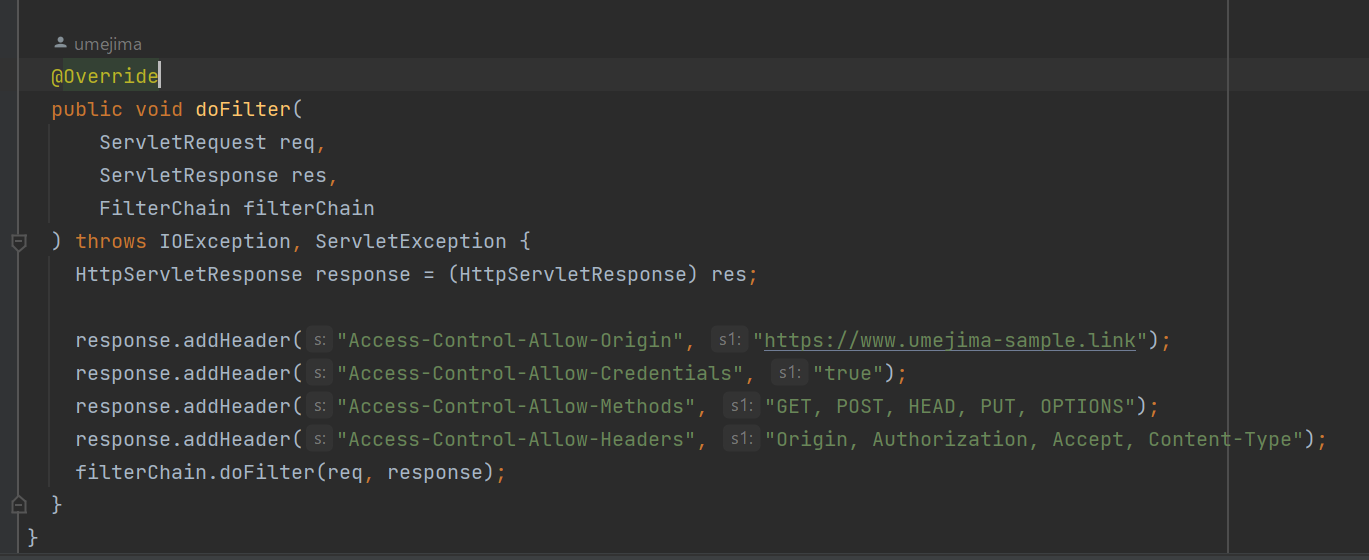 umejima
@Override
public void doFilter(
ServletRequest req,
ServletResponse res,
FilterChain filterChain
) throws IOException, ServletException {
HttpServletResponse response = (HttpServletResponse) res;
response.addHeader( s: "Access-Control-Allow-Origin", s1: "https://www.umejima-sample.link");
response.addHeader( s: "Access-Control-Allow-Credentials", s1: "true");
response.addHeader( s: "Access-Control-Allow-Methods", s1: "GET, POST, HEAD, PUT, OPTIONS");
response.addHeader( s: "Access-Control-Allow-Headers", s1: "Origin, Authorization, Accept, Content-Type");
filterChain.doFilter(req, response);
}
}